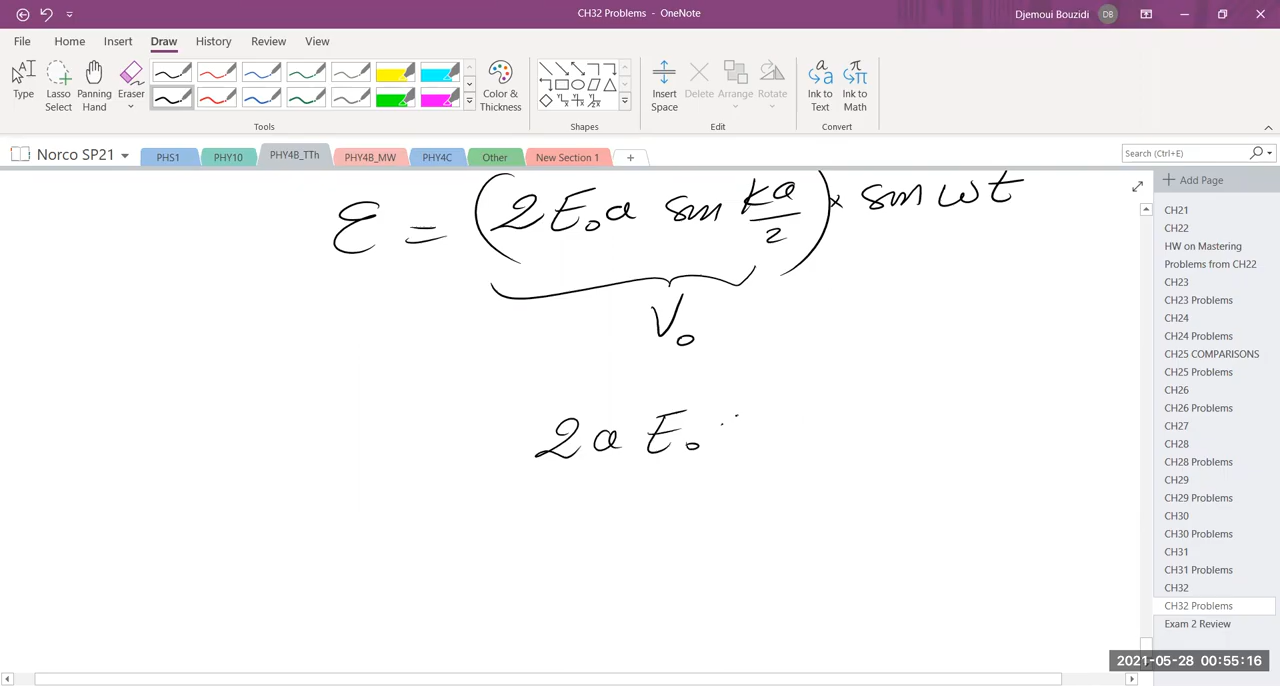 CH32 Problems - OneNote
Djemoui Bouzidi DB
File Home Insert Draw History Review View
Type Lasso Select Panning Hand Eraser Color & Thickness Insert Space Delete Arrange Rotate Ink to Text Ink to Math
Tools Shapes Edit Convert
Norco SP21 PHYS1 PHY10 PHY4B_TTh PHY4B_MW PHY4C Other New Section 1 + Search (Ctrl+E)
Add Page
CH21
CH22
HW on Mastering
Problems from CH22
CH23
CH23 Problems
CH24
CH24 Problems
CH25 COMPARISONS
CH25 Problems
CH26
CH26 Problems
CH27
CH28
CH28 Problems
CH29
CH29 Problems
CH30
CH30 Problems
CH31
CH31 Problems
CH32
CH32 Problems
Exam 2 Review
ℰ = (2E₀a sin ka/2) × sin ωt
V₀
2a E₀
2021-05-28 00:55:16